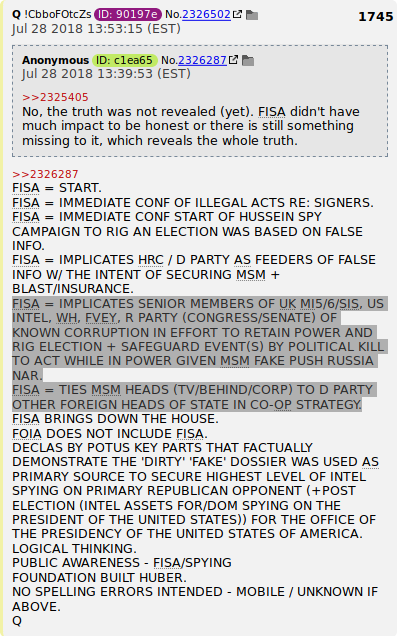 Q !CbboFOtcZs ID: 90197e No.2326502 1745
Jul 28 2018 13:53:15 (EST)
Anonymous ID: c1ea65 No.2326287
Jul 28 2018 13:39:53 (EST)
>>2325405
No, the truth was not revealed (yet). FISA didn't have
much impact to be honest or there is still something
missing to it, which reveals the whole truth.
>>2326287
FISA = START.
FISA = IMMEDIATE CONF OF ILLEGAL ACTS RE: SIGNERS.
FISA = IMMEDIATE CONF START OF HUSSEIN SPY
CAMPAIGN TO RIG AN ELECTION WAS BASED ON FALSE
INFO.
FISA = IMPLICATES HRC / D PARTY AS FEEDERS OF FALSE
INFO W/ THE INTENT OF SECURING MSM +
BLAST/INSURANCE.
FISA = IMPLICATES SENIOR MEMBERS OF UK MI5/6/SIS, US
INTEL, WH, FVEY, R PARTY (CONGRESS/SENATE) OF
KNOWN CORRUPTION IN EFFORT TO RETAIN POWER AND
RIG ELECTION + SAFEGUARD EVENT(S) BY POLITICAL KILL
TO ACT WHILE IN POWER GIVEN MSM FAKE PUSH RUSSIA
NAR.
FISA = TIES MSM HEADS (TV/BEHIND/CORP) TO D PARTY
OTHER FOREIGN HEADS OF STATE IN CO-OP STRATEGY.
FISA BRINGS DOWN THE HOUSE.
FOIA DOES NOT INCLUDE FISA.
DECLAS BY POTUS KEY PARTS THAT FACTUALLY
DEMONSTRATE THE 'DIRTY' 'FAKE' DOSSIER WAS USED AS
PRIMARY SOURCE TO SECURE HIGHEST LEVEL OF INTEL
SPYING ON PRIMARY REPUBLICAN OPPONENT (+POST
ELECTION (INTEL ASSETS FOR/DOM SPYING ON THE
PRESIDENT OF THE UNITED STATES)) FOR THE OFFICE OF
THE PRESIDENCY OF THE UNITED STATES OF AMERICA.
LOGICAL THINKING.
PUBLIC AWARENESS - FISA/SPYING
FOUNDATION BUILT HUBER.
NO SPELLING ERRORS INTENDED - MOBILE / UNKNOWN IF
ABOVE.
Q